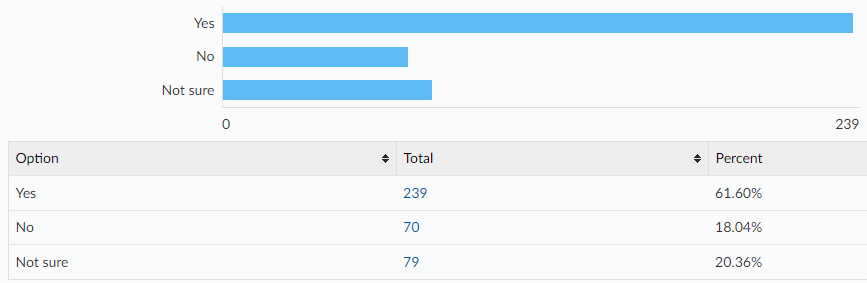 Yes
No
Not sure
0 239
Option Total Percent
Yes 239 61.60%
No 70 18.04%
Not sure 79 20.36%